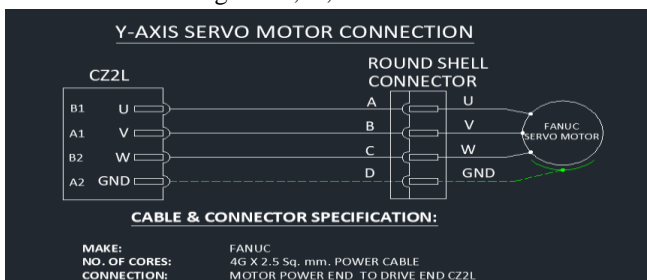 Y-AXIS SERVO MOTOR CONNECTION
CZ2L
ROUND SHELL
CONNECTOR
B1 U A U
A1 V B V
B2 W C W
A2 GND D GND
FANUC
SERVO MOTOR
CABLE & CONNECTOR SPECIFICATION:
MAKE: FANUC
NO. OF CORES: 4G X 2.5 Sq. mm. POWER CABLE
CONNECTION: MOTOR POWER END TO DRIVE END CZ2L